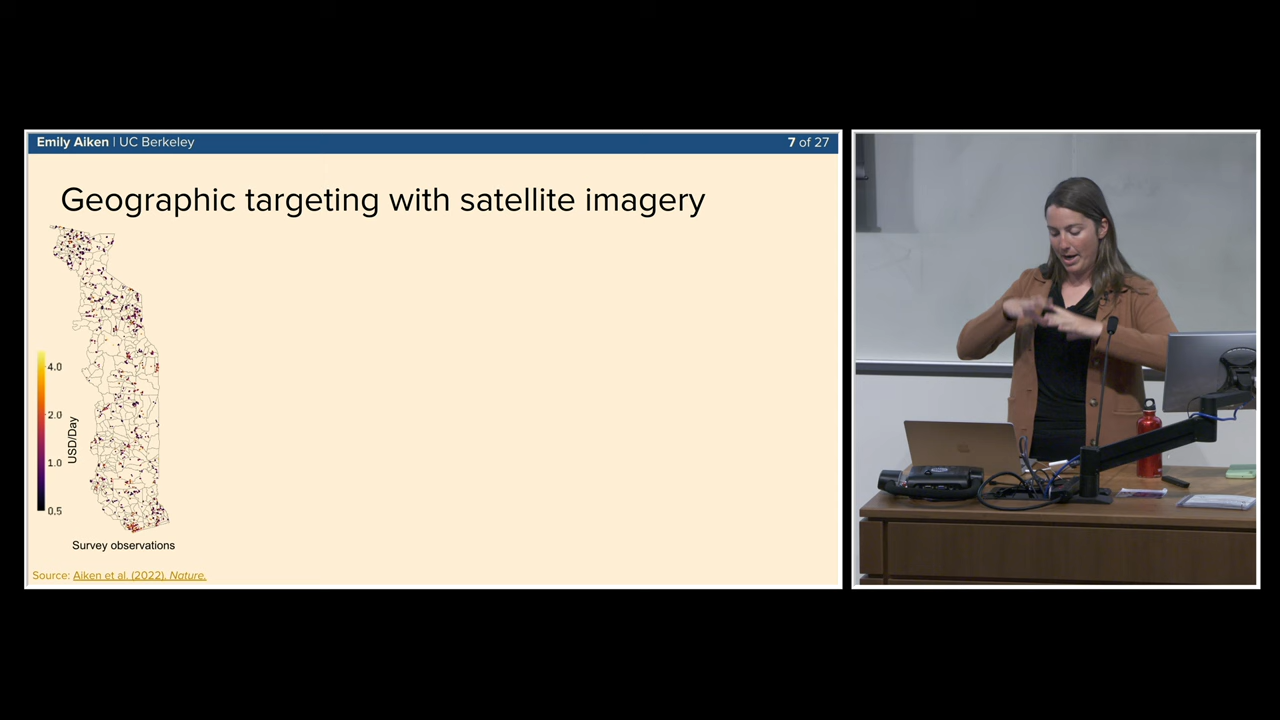 Emily Aiken | UC Berkeley
7 of 27
Geographic targeting with satellite imagery
4.0
2.0
1.0
0.5
USD/Day
Survey observations
Source: Aiken et al. (2022). Nature.